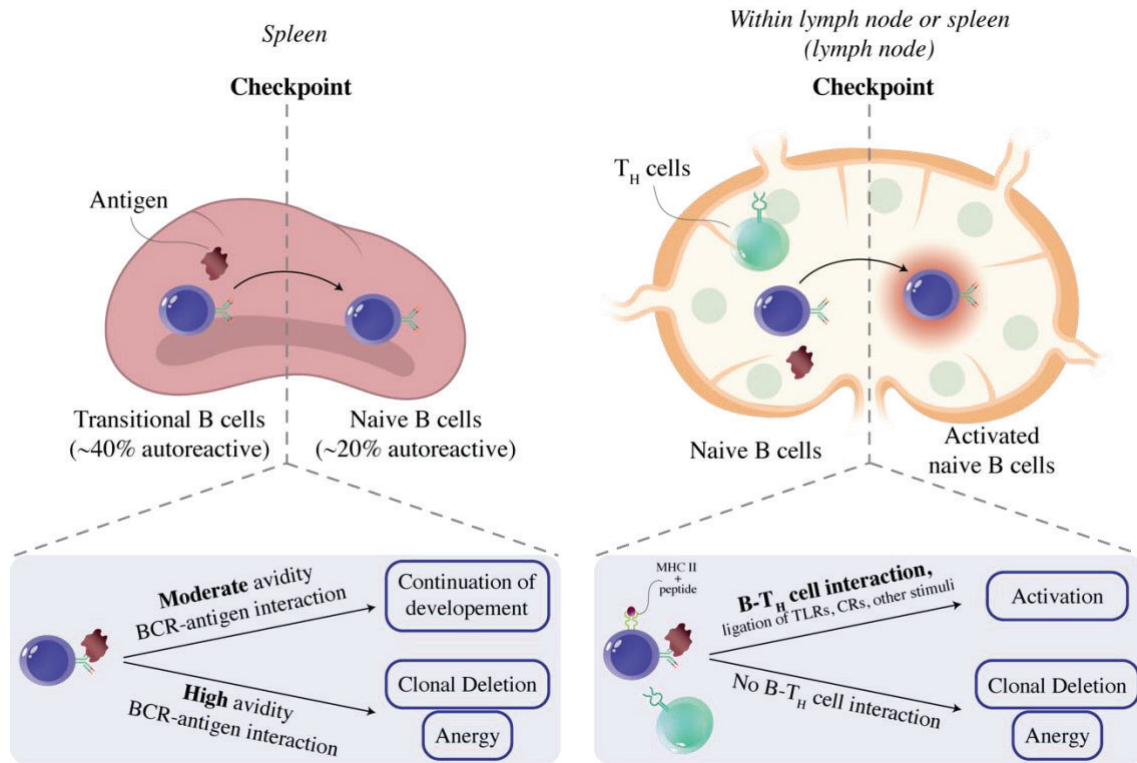 Spleen
Checkpoint
Antigen
Transitional B cells
(~40% autoreactive)
Naive B cells
(~20% autoreactive)
Moderate avidity
BCR-antigen interaction
Continuation of
developement
High avidity
BCR-antigen interaction
Clonal Deletion
Anergy
Within lymph node or spleen
(lymph node)
Checkpoint
TH cells
Naive B cells
Activated
naive B cells
MHC II
+
peptide
B-TH cell interaction,
ligation of TLRs, CRs, other stimuli
Activation
No B-TH cell interaction
Clonal Deletion
Anergy